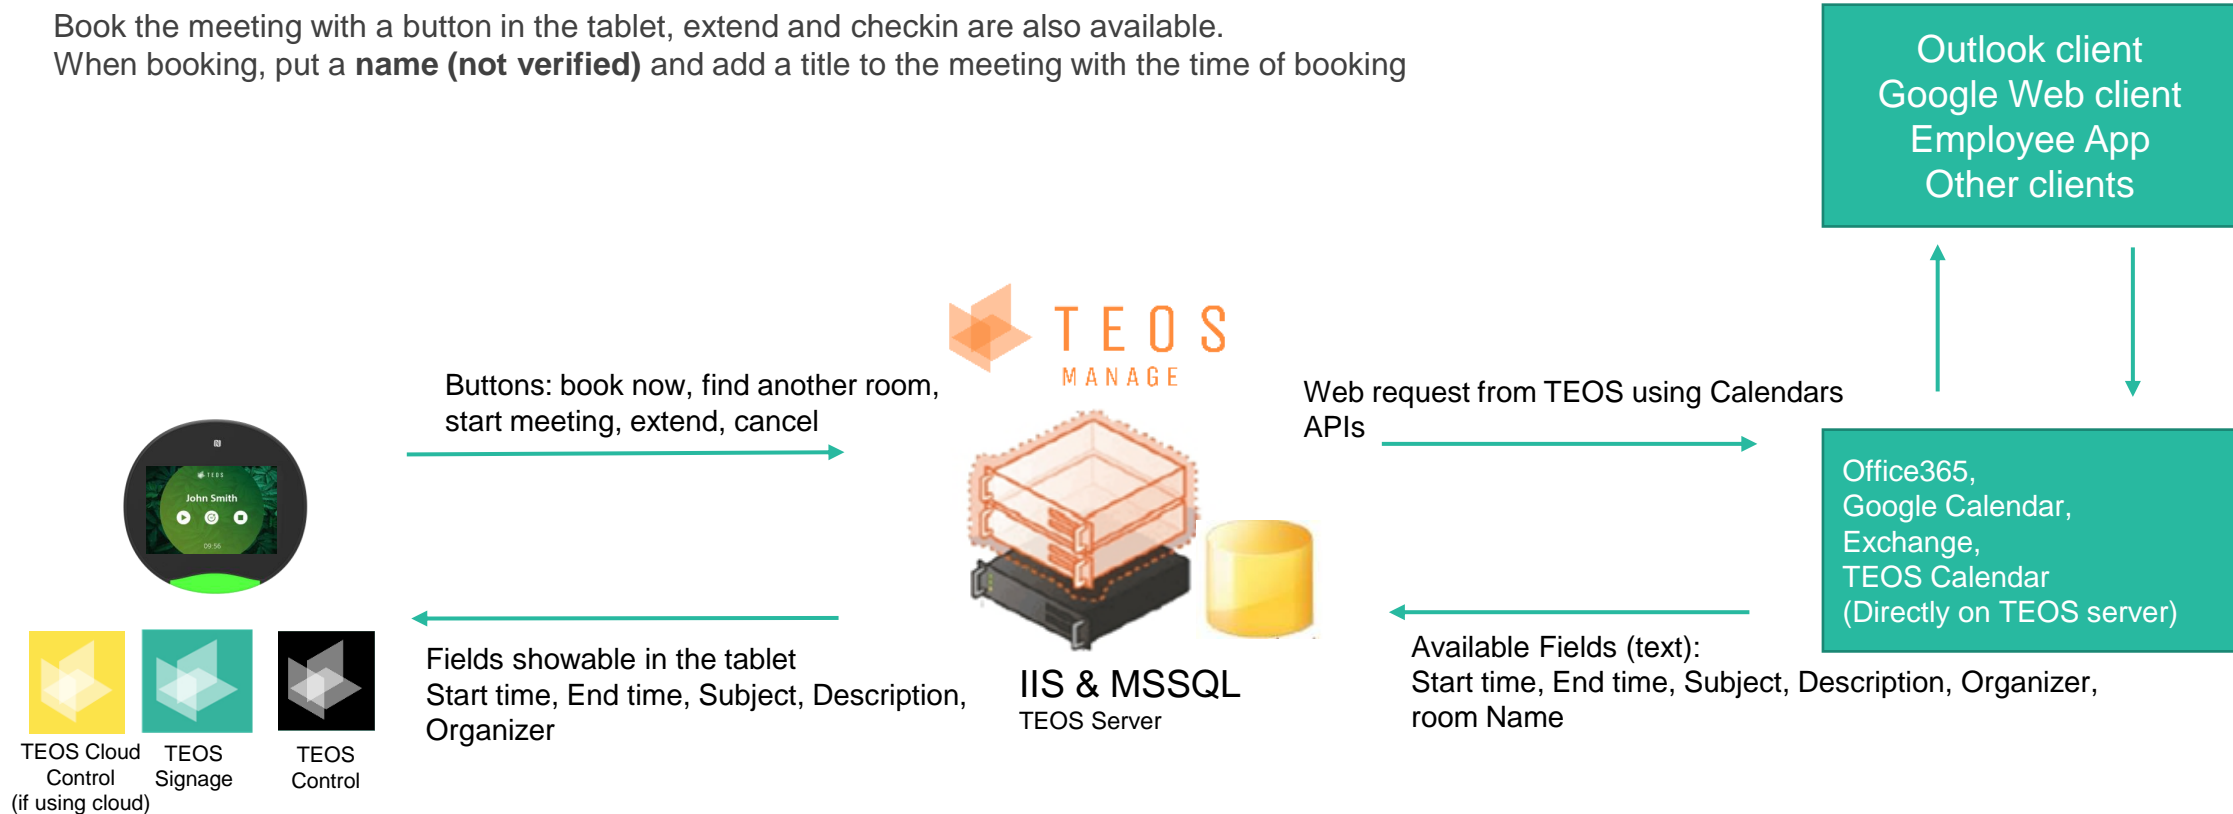 Book the meeting with a button in the tablet, extend and checkin are also available.
When booking, put a name (not verified) and add a title to the meeting with the time of booking
Outlook client
Google Web client
Employee App
Other clients
TEOS
MANAGE
Buttons: book now, find another room,
start meeting, extend, cancel
Web request from TEOS using Calendars
APIs
TEOS
John Smith
09:56
Office365,
Google Calendar,
Exchange,
TEOS Calendar
(Directly on TEOS server)
Fields showable in the tablet
Start time, End time, Subject, Description,
Organizer
IIS & MSSQL
TEOS Server
Available Fields (text):
Start time, End time, Subject, Description, Organizer,
room Name
TEOS Cloud
Control
(if using cloud)
TEOS
Signage
TEOS
Control